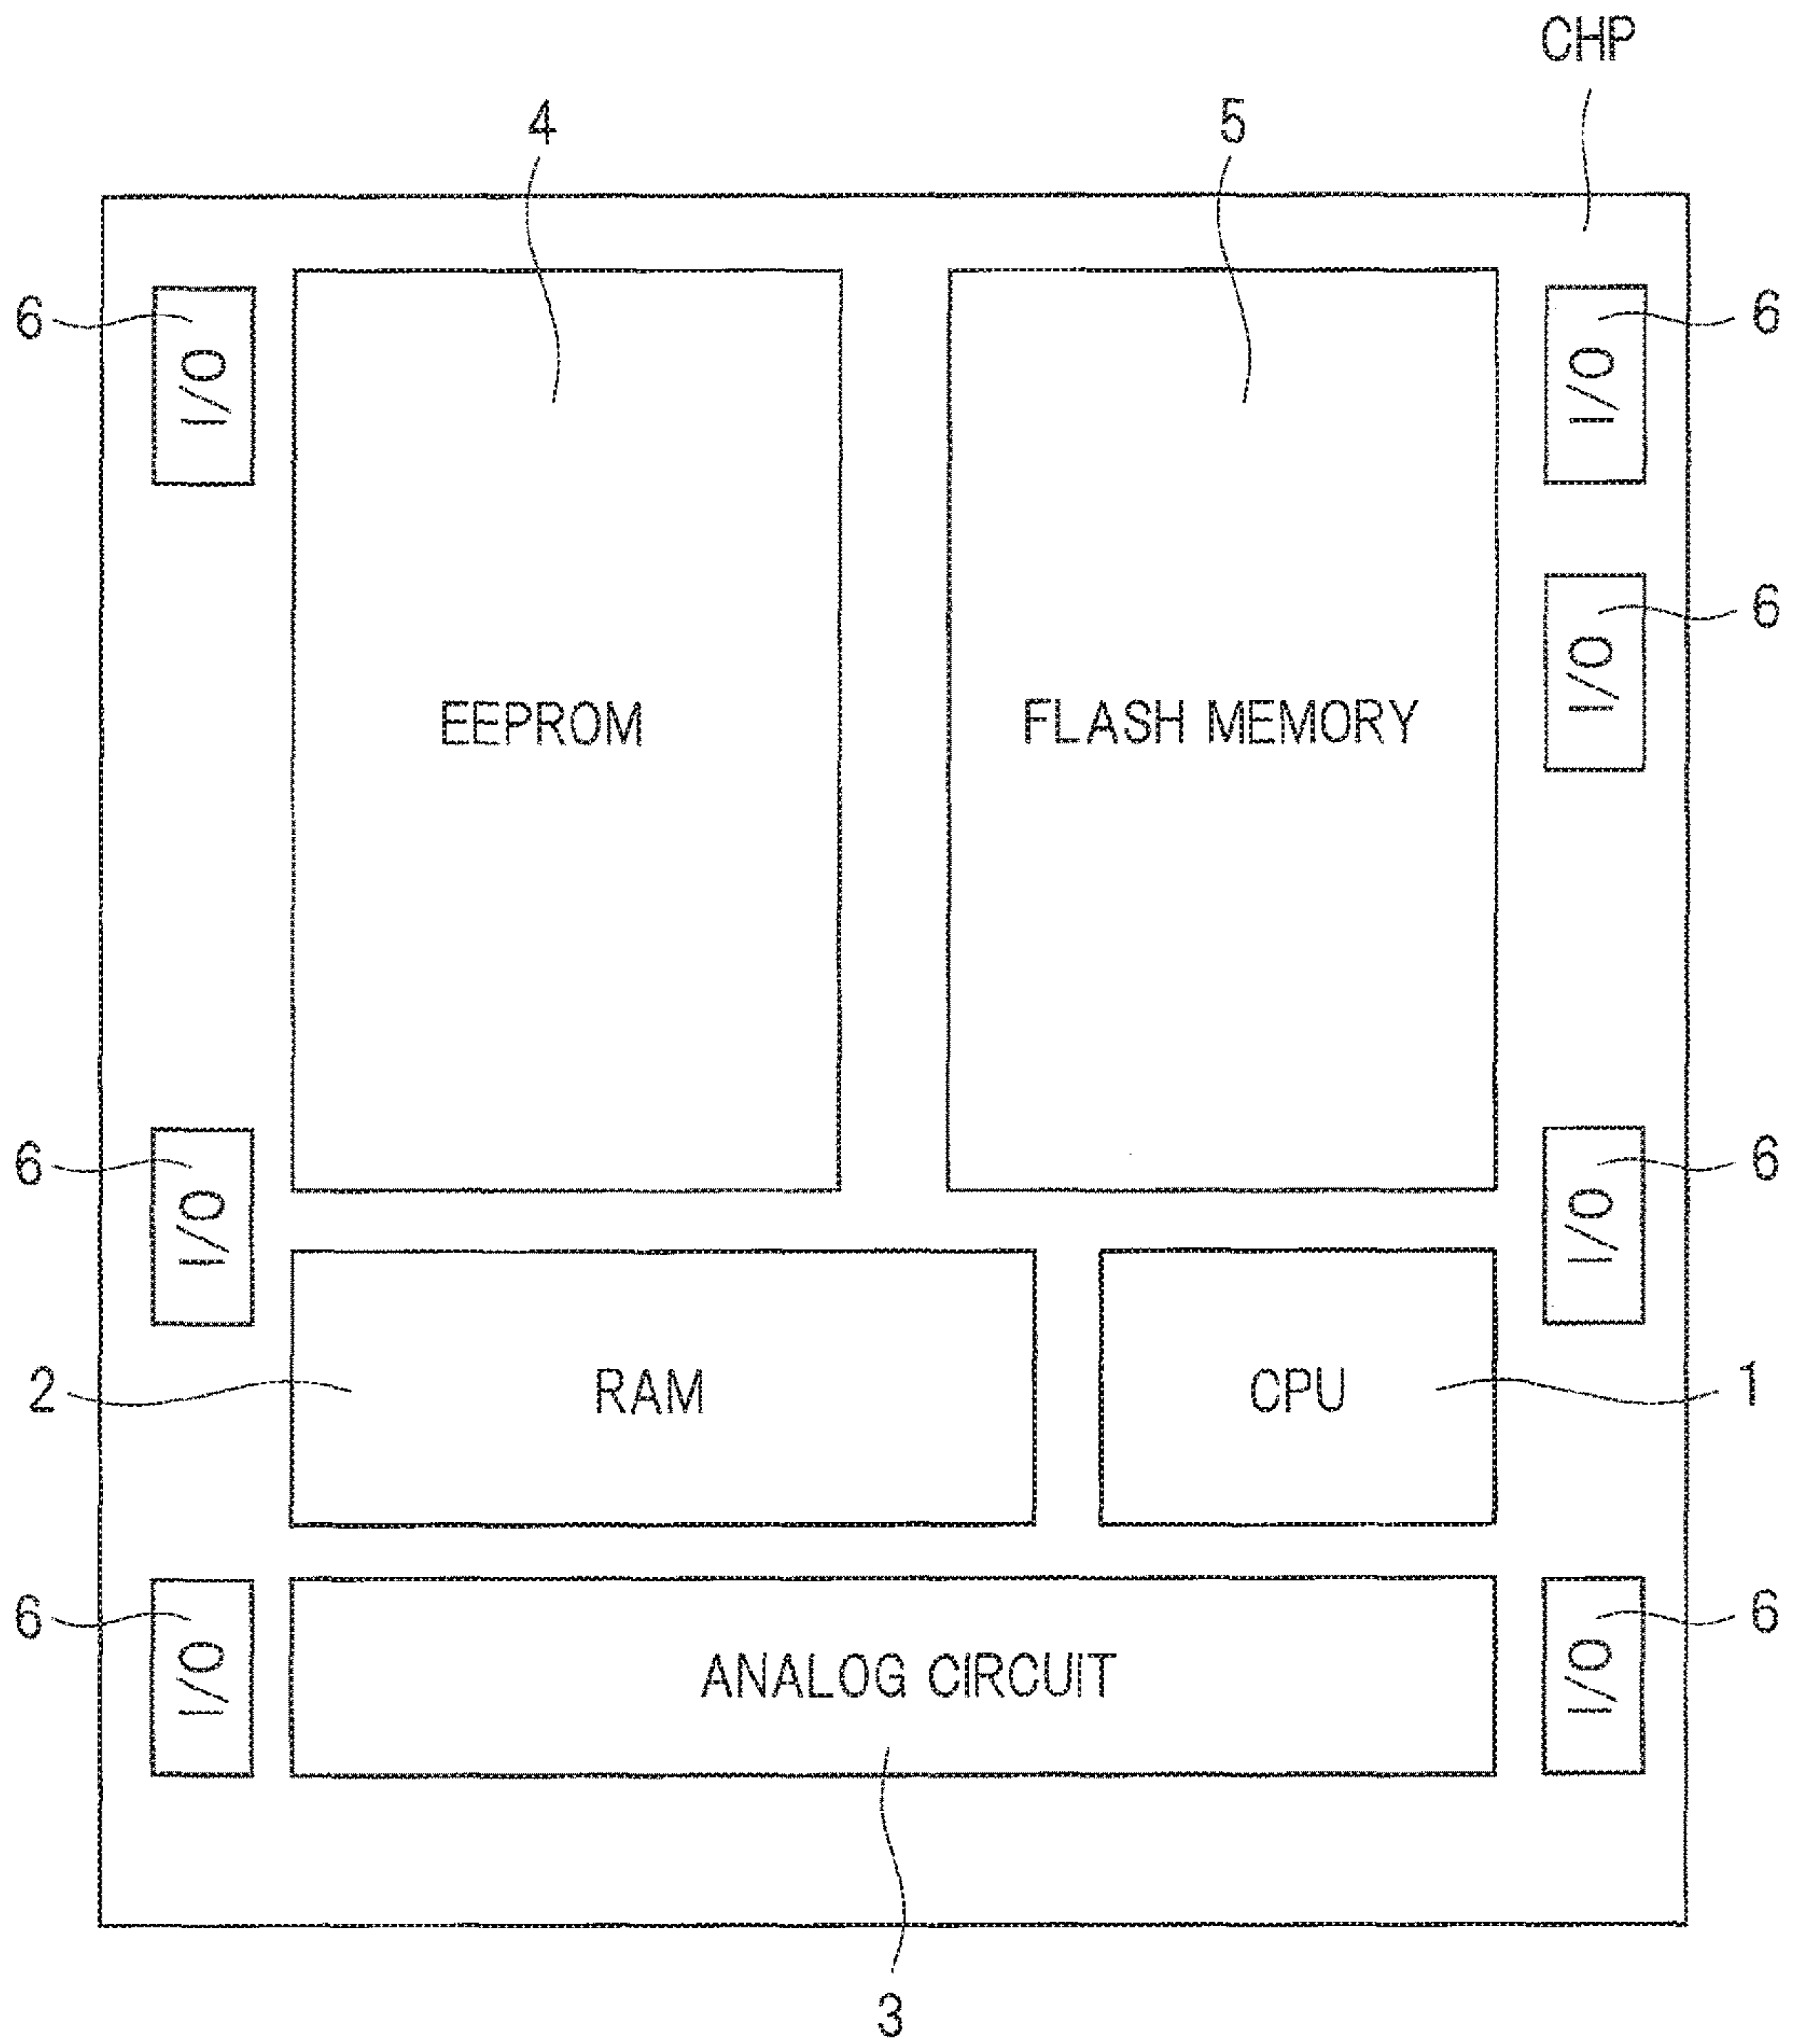 CHP
4 5
6 6
I/O I/O
6
I/O
EEPROM FLASH MEMORY
6 6
I/O I/O
2 RAM CPU 1
6 6
I/O ANALOG CIRCUIT I/O
3